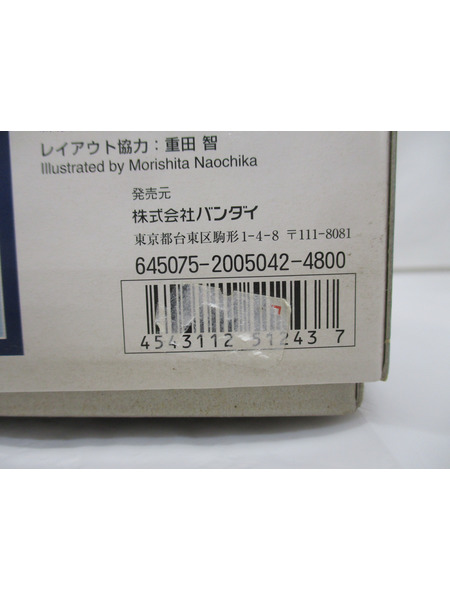 レイアウト協力：重田 智
Illustrated by Morishita Naochika
発売元
株式会社バンダイ
東京都台東区駒形1-4-8 〒111-8081
645075-2005042-4800
4543112 51243 7